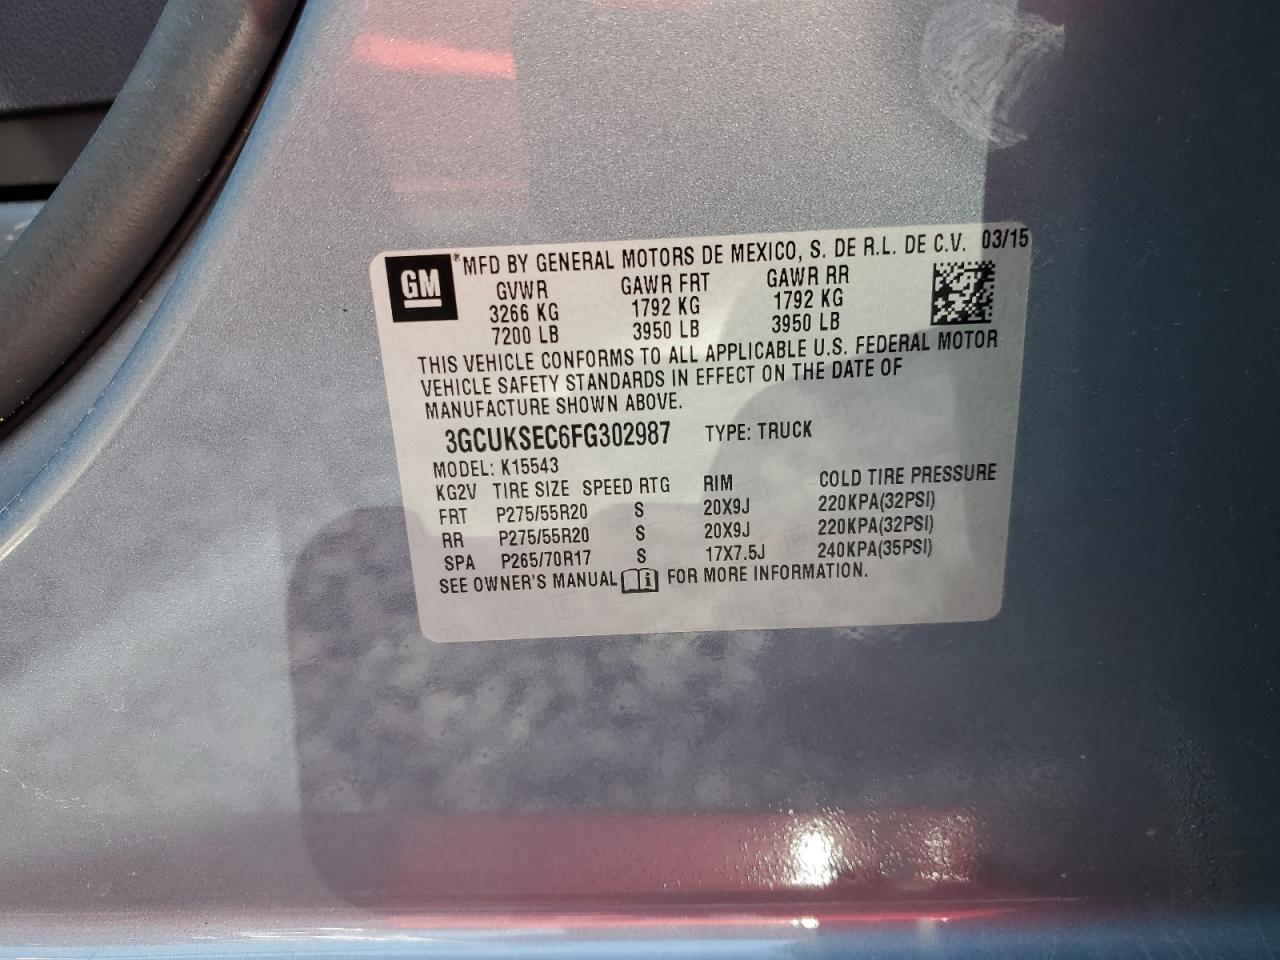 GM
*MFD BY GENERAL MOTORS DE MEXICO, S. DE R.L. DE C.V. 03/15
GVWR GAWR FRT GAWR RR
3266 KG 1792 KG 1792 KG
7200 LB 3950 LB 3950 LB
THIS VEHICLE CONFORMS TO ALL APPLICABLE U.S. FEDERAL MOTOR
VEHICLE SAFETY STANDARDS IN EFFECT ON THE DATE OF
MANUFACTURE SHOWN ABOVE.
3GCUKSEC6FG302987 TYPE: TRUCK
MODEL: K15543
KG2V TIRE SIZE SPEED RTG RIM COLD TIRE PRESSURE
FRT P275/55R20 S 20X9J 220KPA(32PSI)
RR P275/55R20 S 20X9J 220KPA(32PSI)
SPA P265/70R17 S 17X7.5J 240KPA(35PSI)
SEE OWNER'S MANUAL FOR MORE INFORMATION.